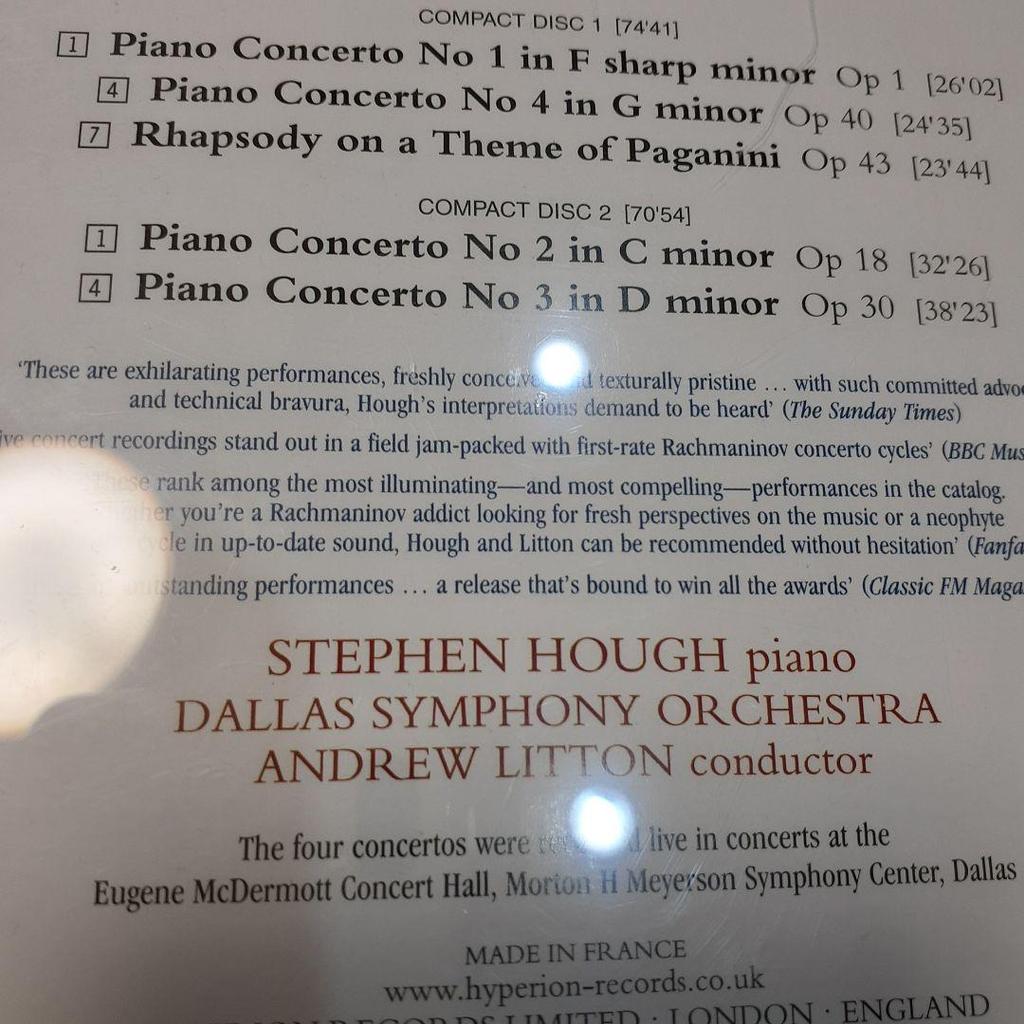 COMPACT DISC 1 [74'41]
1 Piano Concerto No 1 in F sharp minor Op 1 [26'02]
4 Piano Concerto No 4 in G minor Op 40 [24'35]
7 Rhapsody on a Theme of Paganini Op 43 [23'44]
COMPACT DISC 2 [70'54]
1 Piano Concerto No 2 in C minor Op 18 [32'26]
4 Piano Concerto No 3 in D minor Op 30 [38'23]
‘These are exhilarating performances, freshly texturally pristine … with such committed
and technical bravura, Hough’s interpretations demand to be heard’ (The Sunday Times)
concert recordings stand out in a field jam-packed with first-rate Rachmaninov concerto cycles’ (BBC
These rank among the most illuminating—and most compelling—performances in the catalog.
you’re a Rachmaninov addict looking for fresh perspectives on the music or a neophyte
in up-to-date sound, Hough and Litton can be recommended without hesitation’
outstanding performances … a release that’s bound to win all the awards’ (Classic FM
STEPHEN HOUGH piano
DALLAS SYMPHONY ORCHESTRA
ANDREW LITTON conductor
The four concertos were live in concerts at the
Eugene McDermott Concert Hall, Morton H Meyerson Symphony Center, Dallas
MADE IN FRANCE
www.hyperion-records.co.uk
RECORDS LIMITED · LONDON · ENGLAND